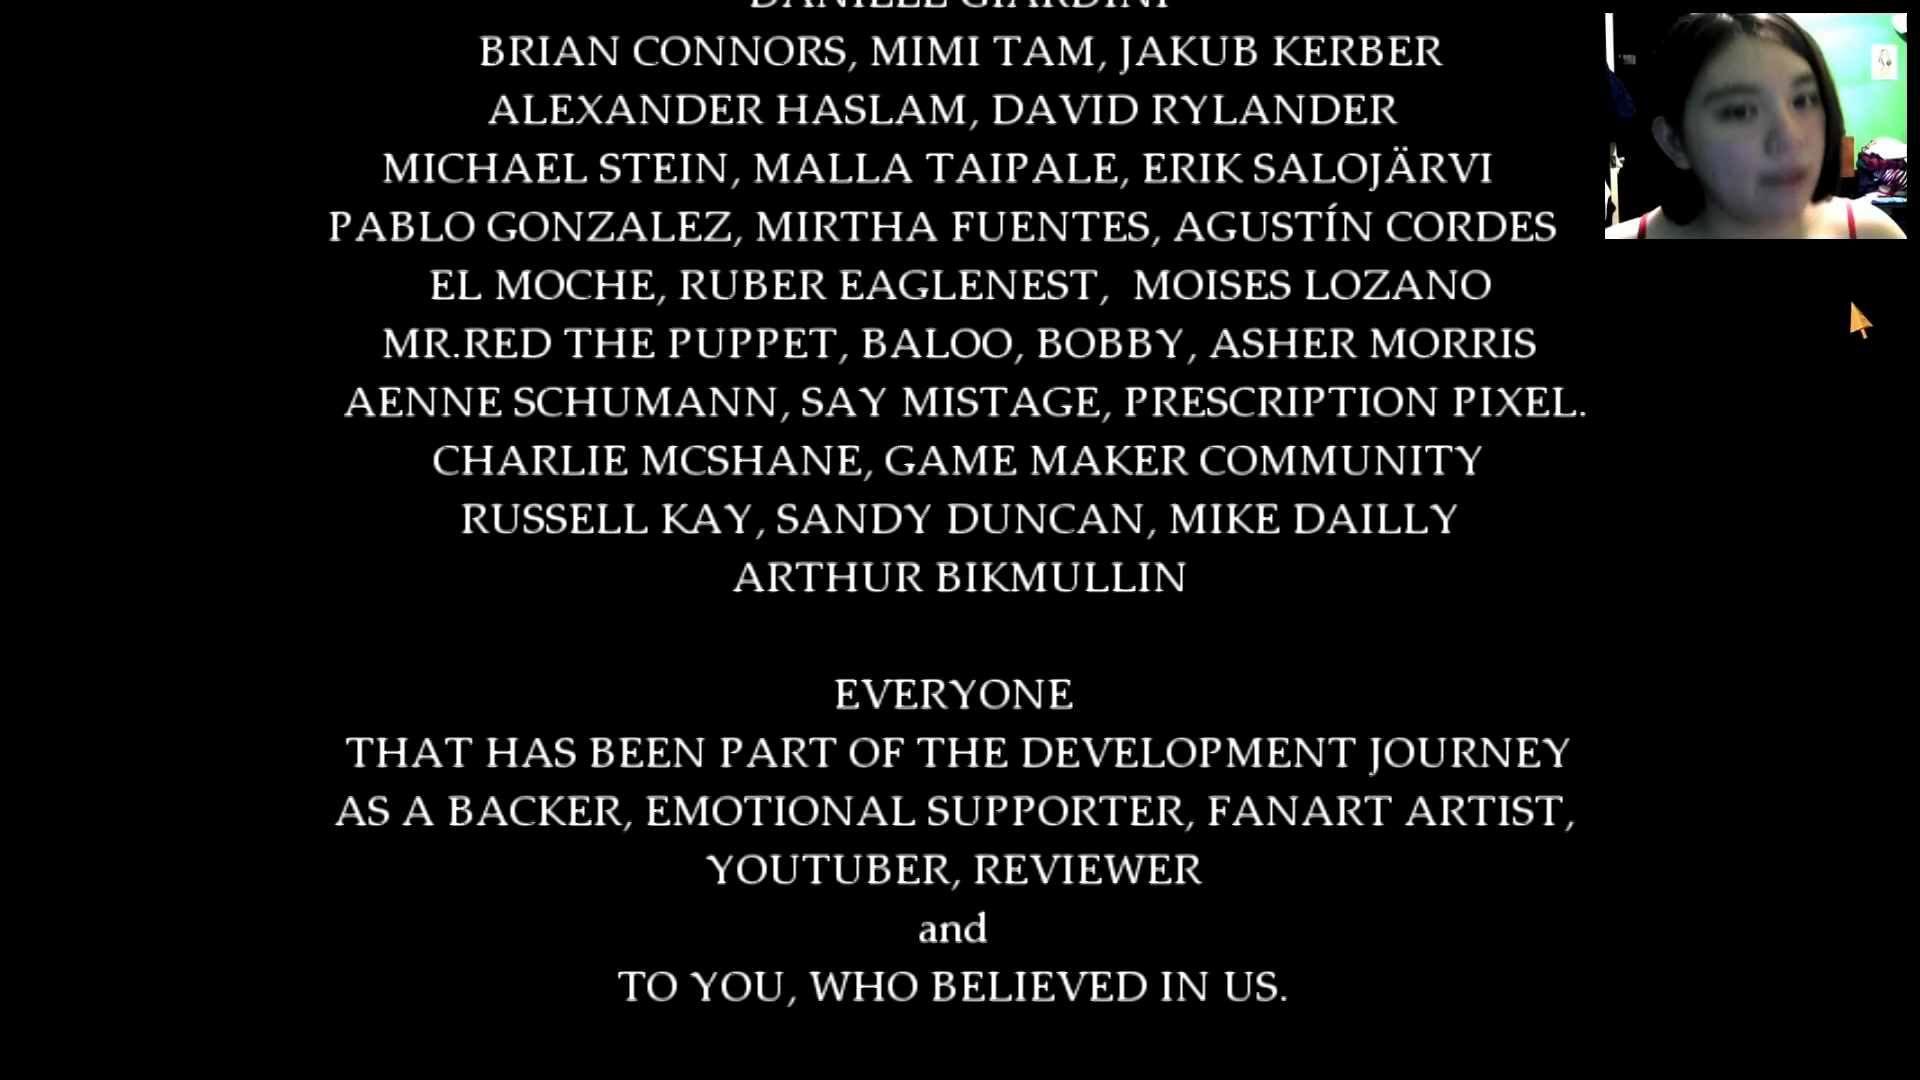 DANIELE GIARDINI
BRIAN CONNORS, MIMI TAM, JAKUB KERBER
ALEXANDER HASLAM, DAVID RYLANDER
MICHAEL STEIN, MALLA TAIPALE, ERIK SALOJÄRVI
PABLO GONZALEZ, MIRTHA FUENTES, AGUSTÍN CORDES
EL MOCHE, RUBER EAGLENEST, MOISES LOZANO
MR.RED THE PUPPET, BALOO, BOBBY, ASHER MORRIS
AENNE SCHUMANN, SAY MISTAGE, PRESCRIPTION PIXEL.
CHARLIE MCSHANE, GAME MAKER COMMUNITY
RUSSELL KAY, SANDY DUNCAN, MIKE DAILLY
ARTHUR BIKMULLIN
EVERYONE
THAT HAS BEEN PART OF THE DEVELOPMENT JOURNEY
AS A BACKER, EMOTIONAL SUPPORTER, FANART ARTIST,
YOUTUBER, REVIEWER
and
TO YOU, WHO BELIEVED IN US.